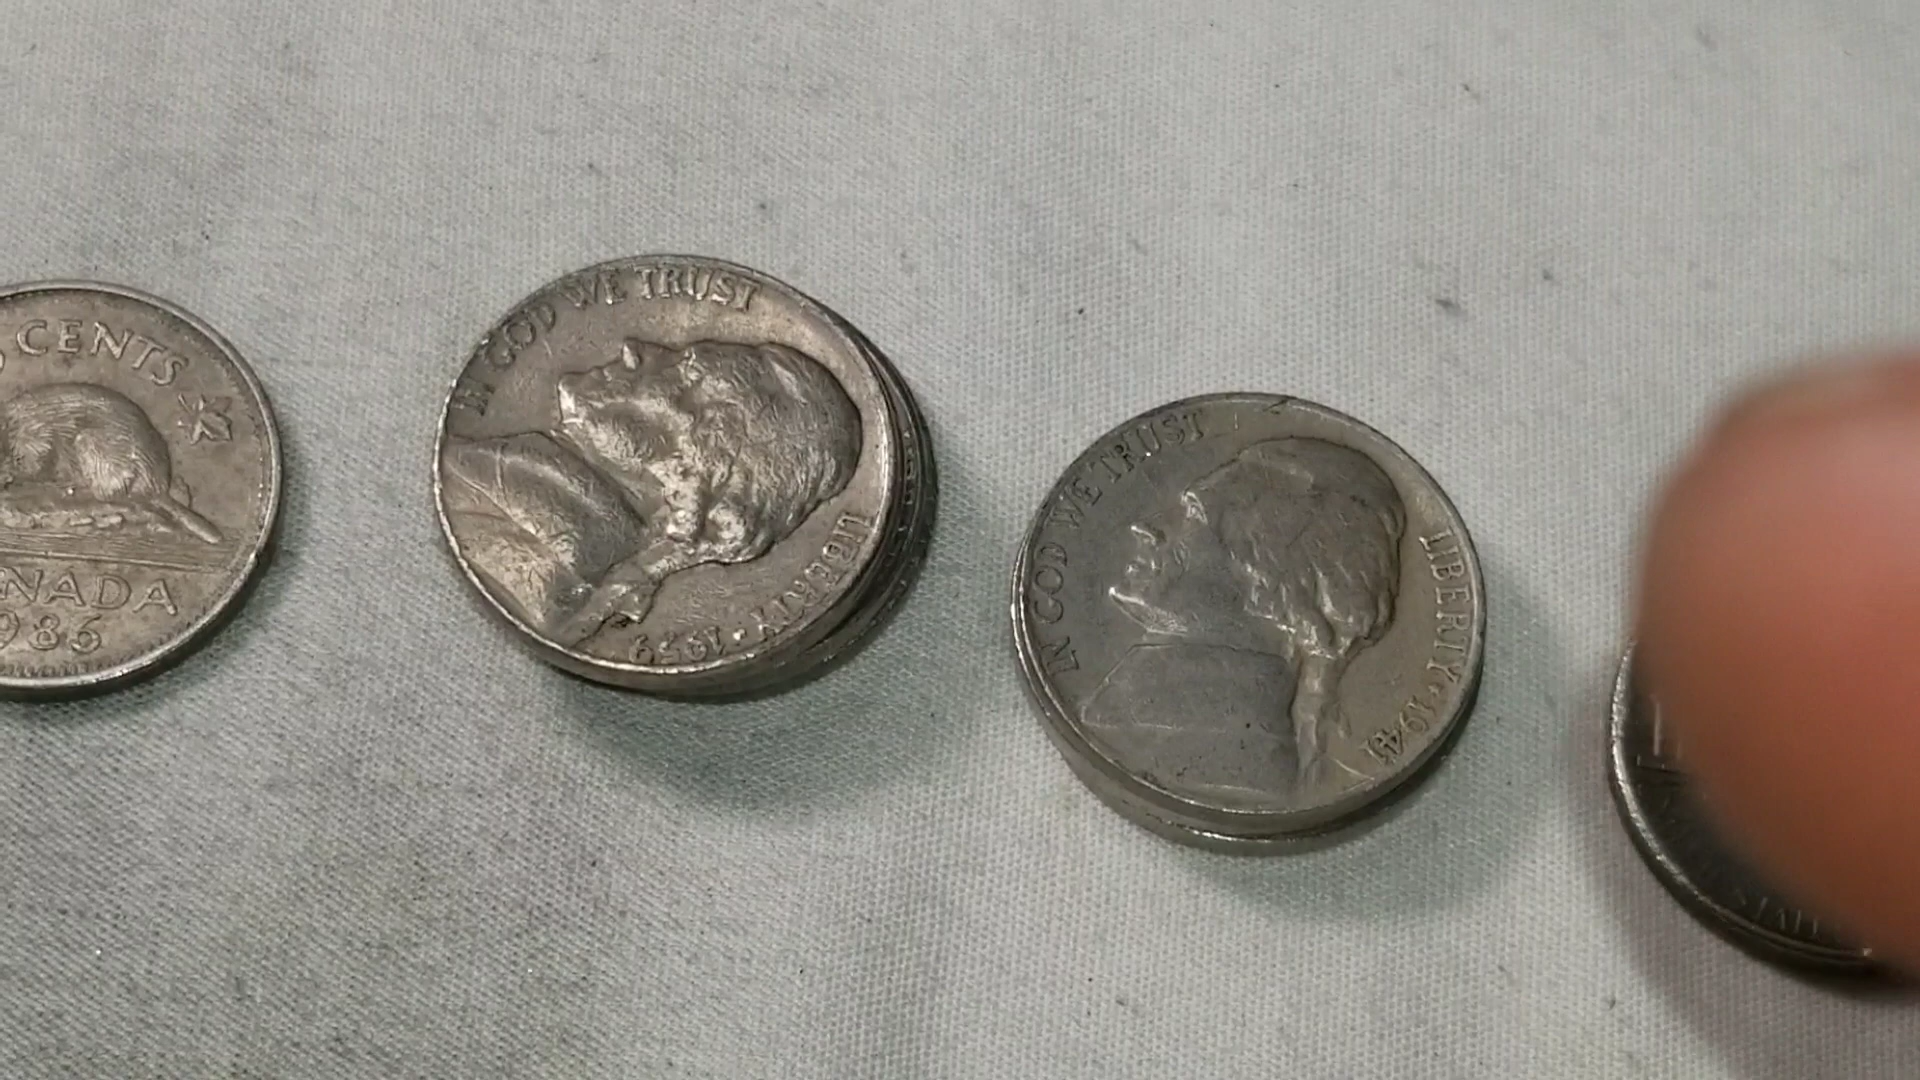 CENTS
NADA
986
IN GOD WE TRUST
LIBERTY • 1959
IN GOD WE TRUST
LIBERTY • 1941